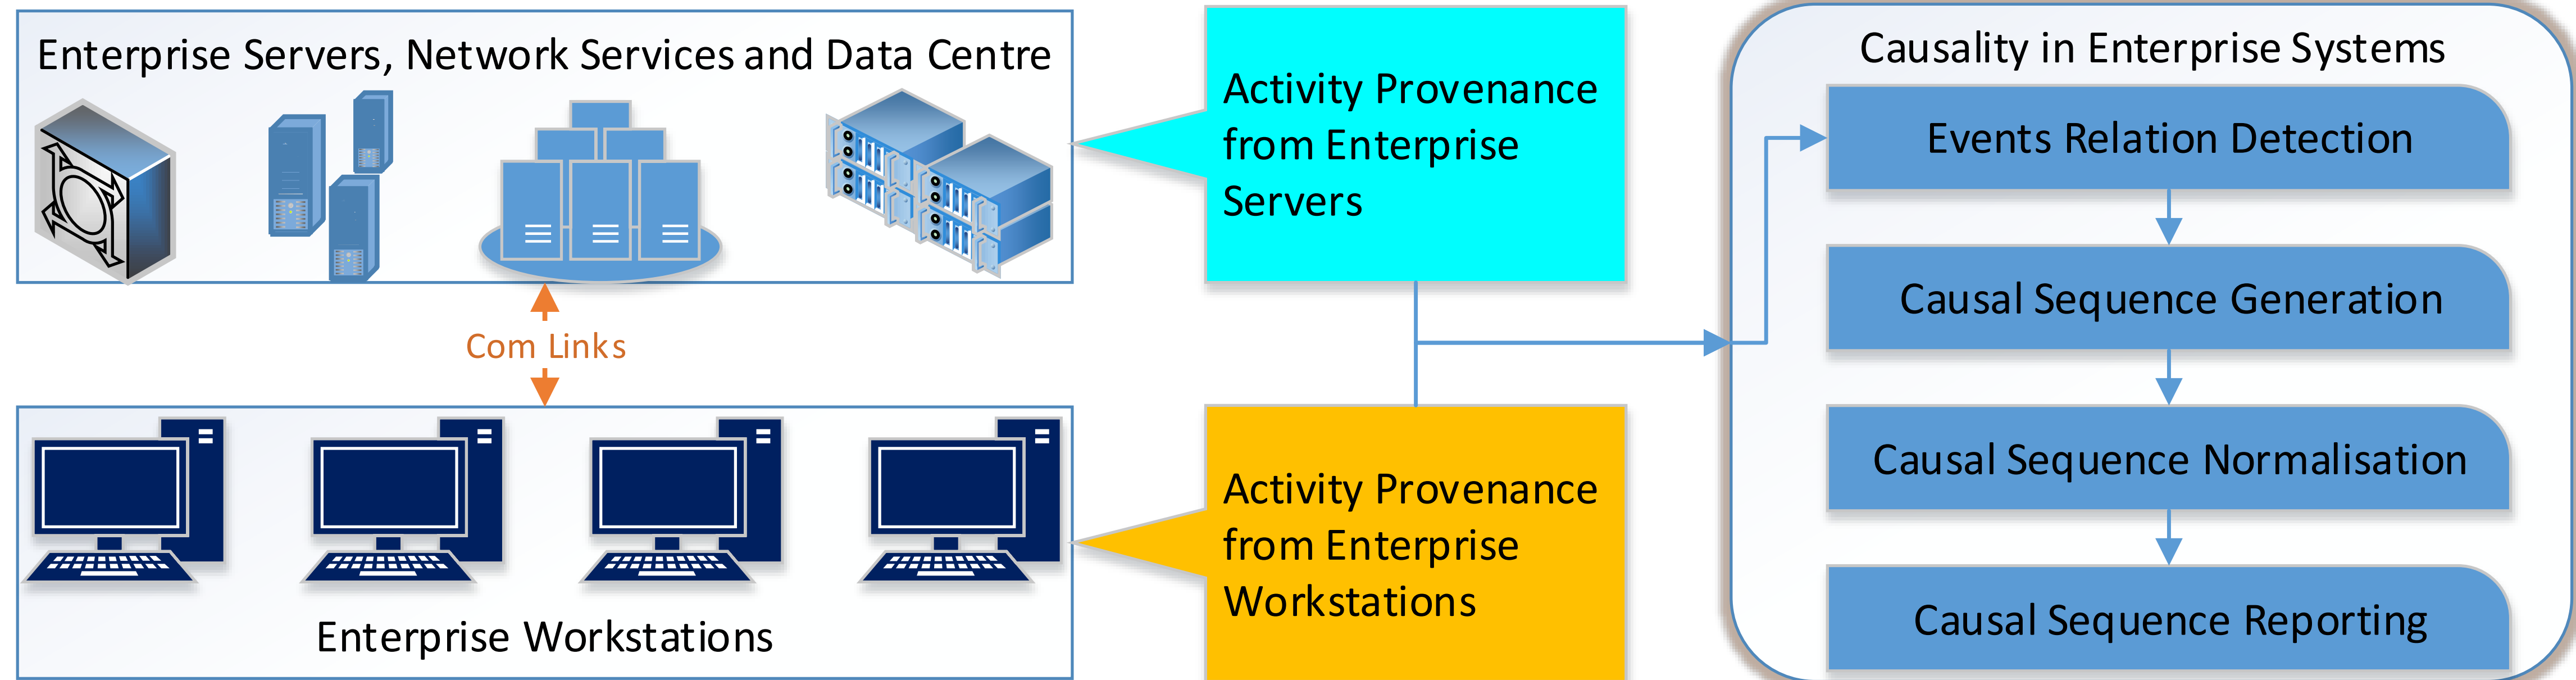 Enterprise Servers, Network Services and Data Centre
Com Links
Enterprise Workstations
Activity Provenance
from Enterprise
Servers
Activity Provenance
from Enterprise
Workstations
Causality in Enterprise Systems
Events Relation Detection
Causal Sequence Generation
Causal Sequence Normalisation
Causal Sequence Reporting